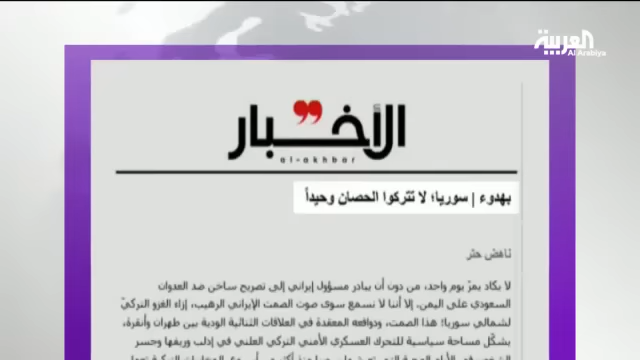 العربية
Al Arabiya
الأخبار
al-akhbar
بهدوء | سوريا؛ لا تتركوا الحصان وحيداً
ناهض حتر
لا يكاد يمرّ يوم واحد، من دون أن يبادر مسؤول إيراني إلى تصريح ساخن ضد العدوان
السعودي على اليمن. إلا أننا لا نسمع سوى صوت الصمت الإيراني الرهيب، إزاء الغزو التركيّ
لشمالي سوريا؛ هذا الصمت، ودوافعه المعقدة في العلاقات الثنائية الودية بين طهران وأنقرة،
يشكّل مساحة سياسية للتحرك العسكري الأمني التركي العلني في إدلب وريفها وجسر